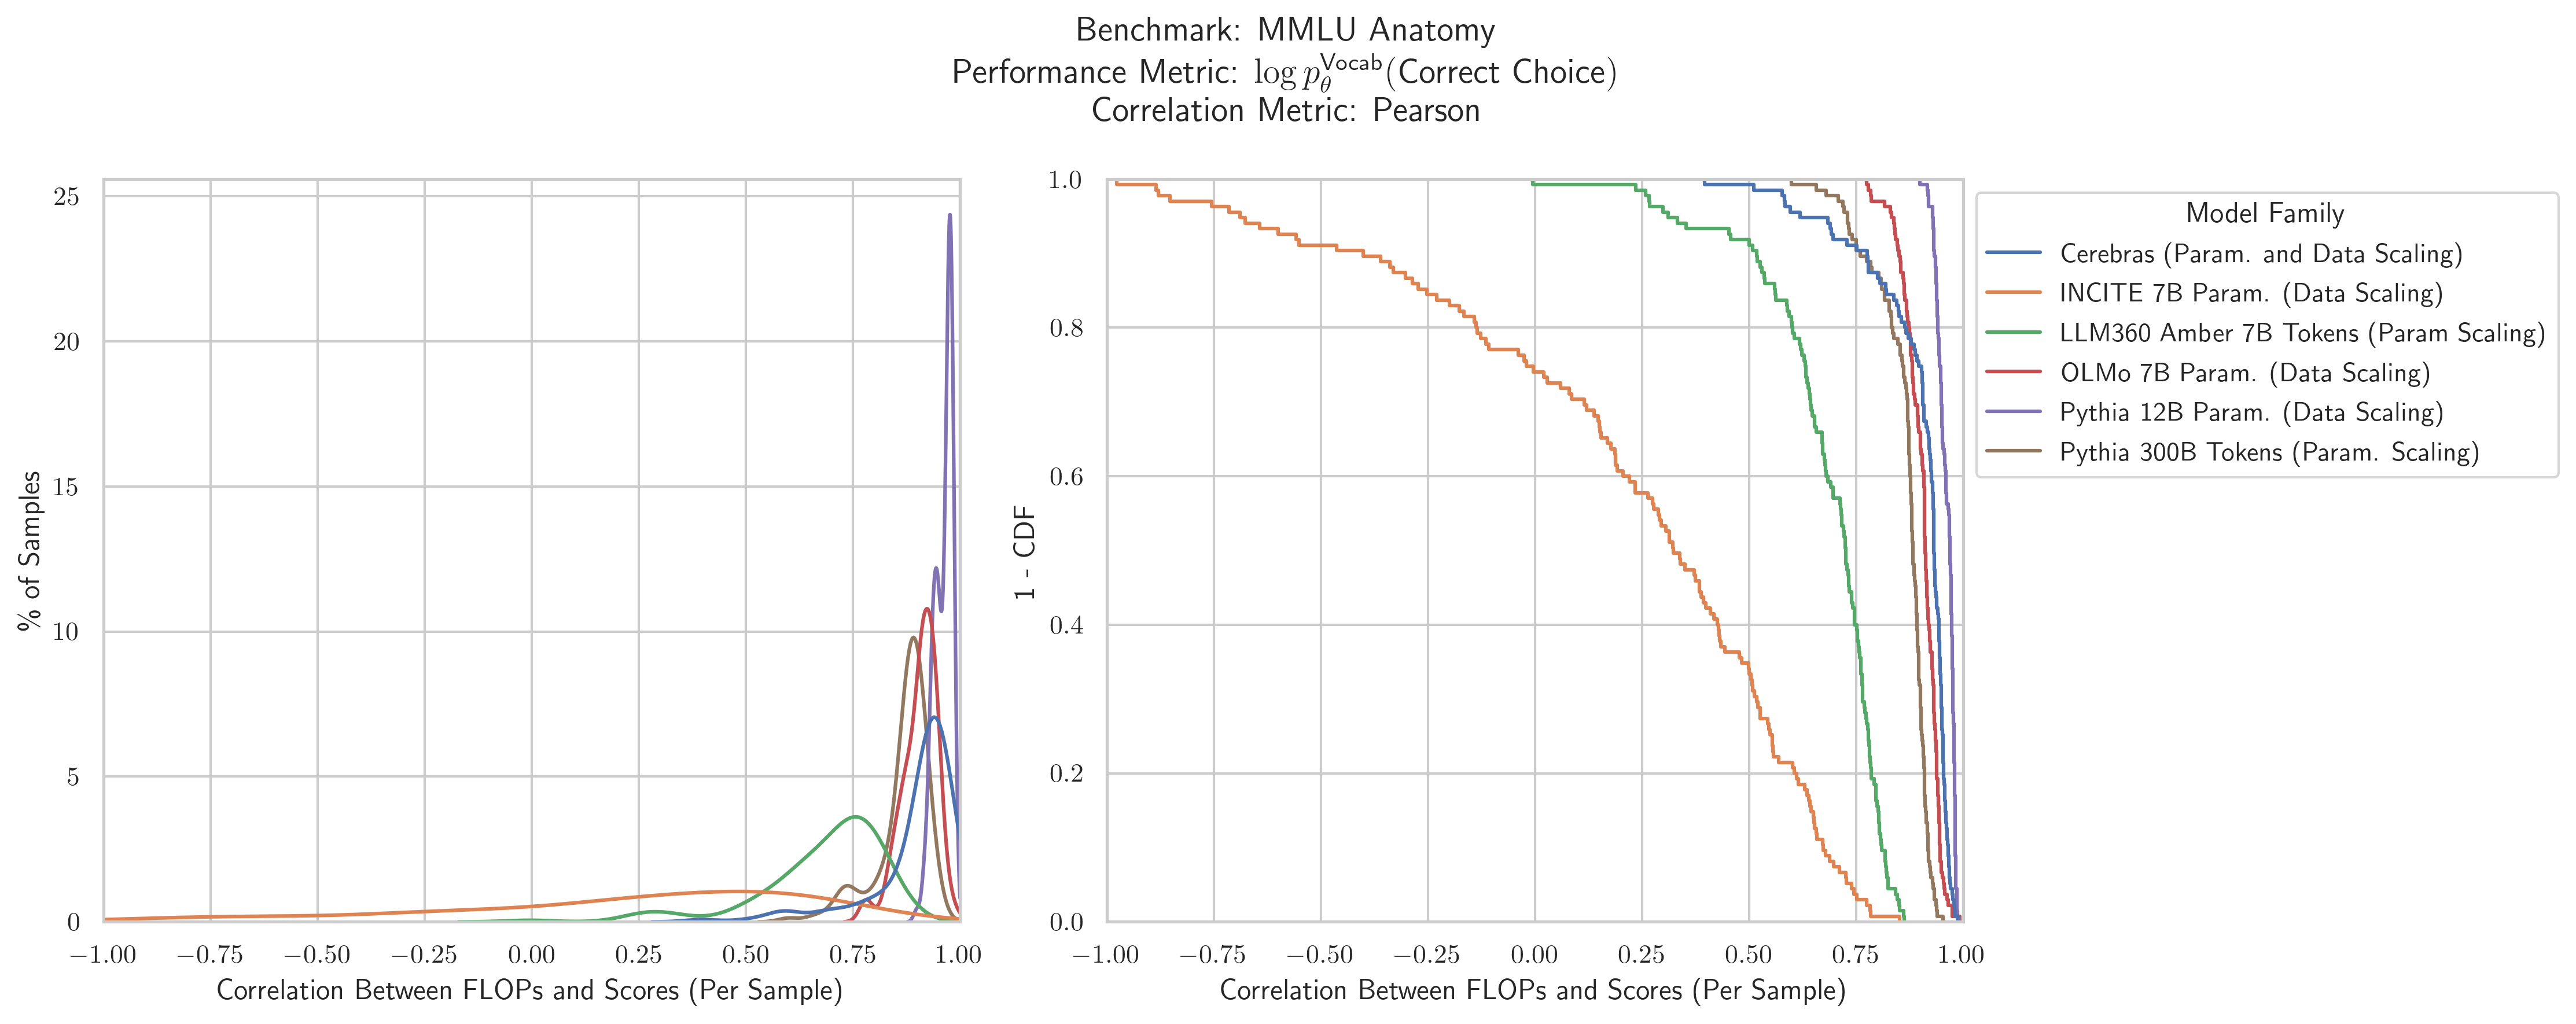 Benchmark: MMLU Anatomy
Performance Metric: log p_θ^Vocab(Correct Choice)
Correlation Metric: Pearson
% of Samples
25
20
15
10
5
0
−1.00 −0.75 −0.50 −0.25 0.00 0.25 0.50 0.75 1.00
Correlation Between FLOPs and Scores (Per Sample)
1 - CDF
1.0
0.8
0.6
0.4
0.2
0.0
−1.00 −0.75 −0.50 −0.25 0.00 0.25 0.50 0.75 1.00
Correlation Between FLOPs and Scores (Per Sample)
Model Family
Cerebras (Param. and Data Scaling)
INCITE 7B Param. (Data Scaling)
LLM360 Amber 7B Tokens (Param Scaling)
OLMo 7B Param. (Data Scaling)
Pythia 12B Param. (Data Scaling)
Pythia 300B Tokens (Param. Scaling)